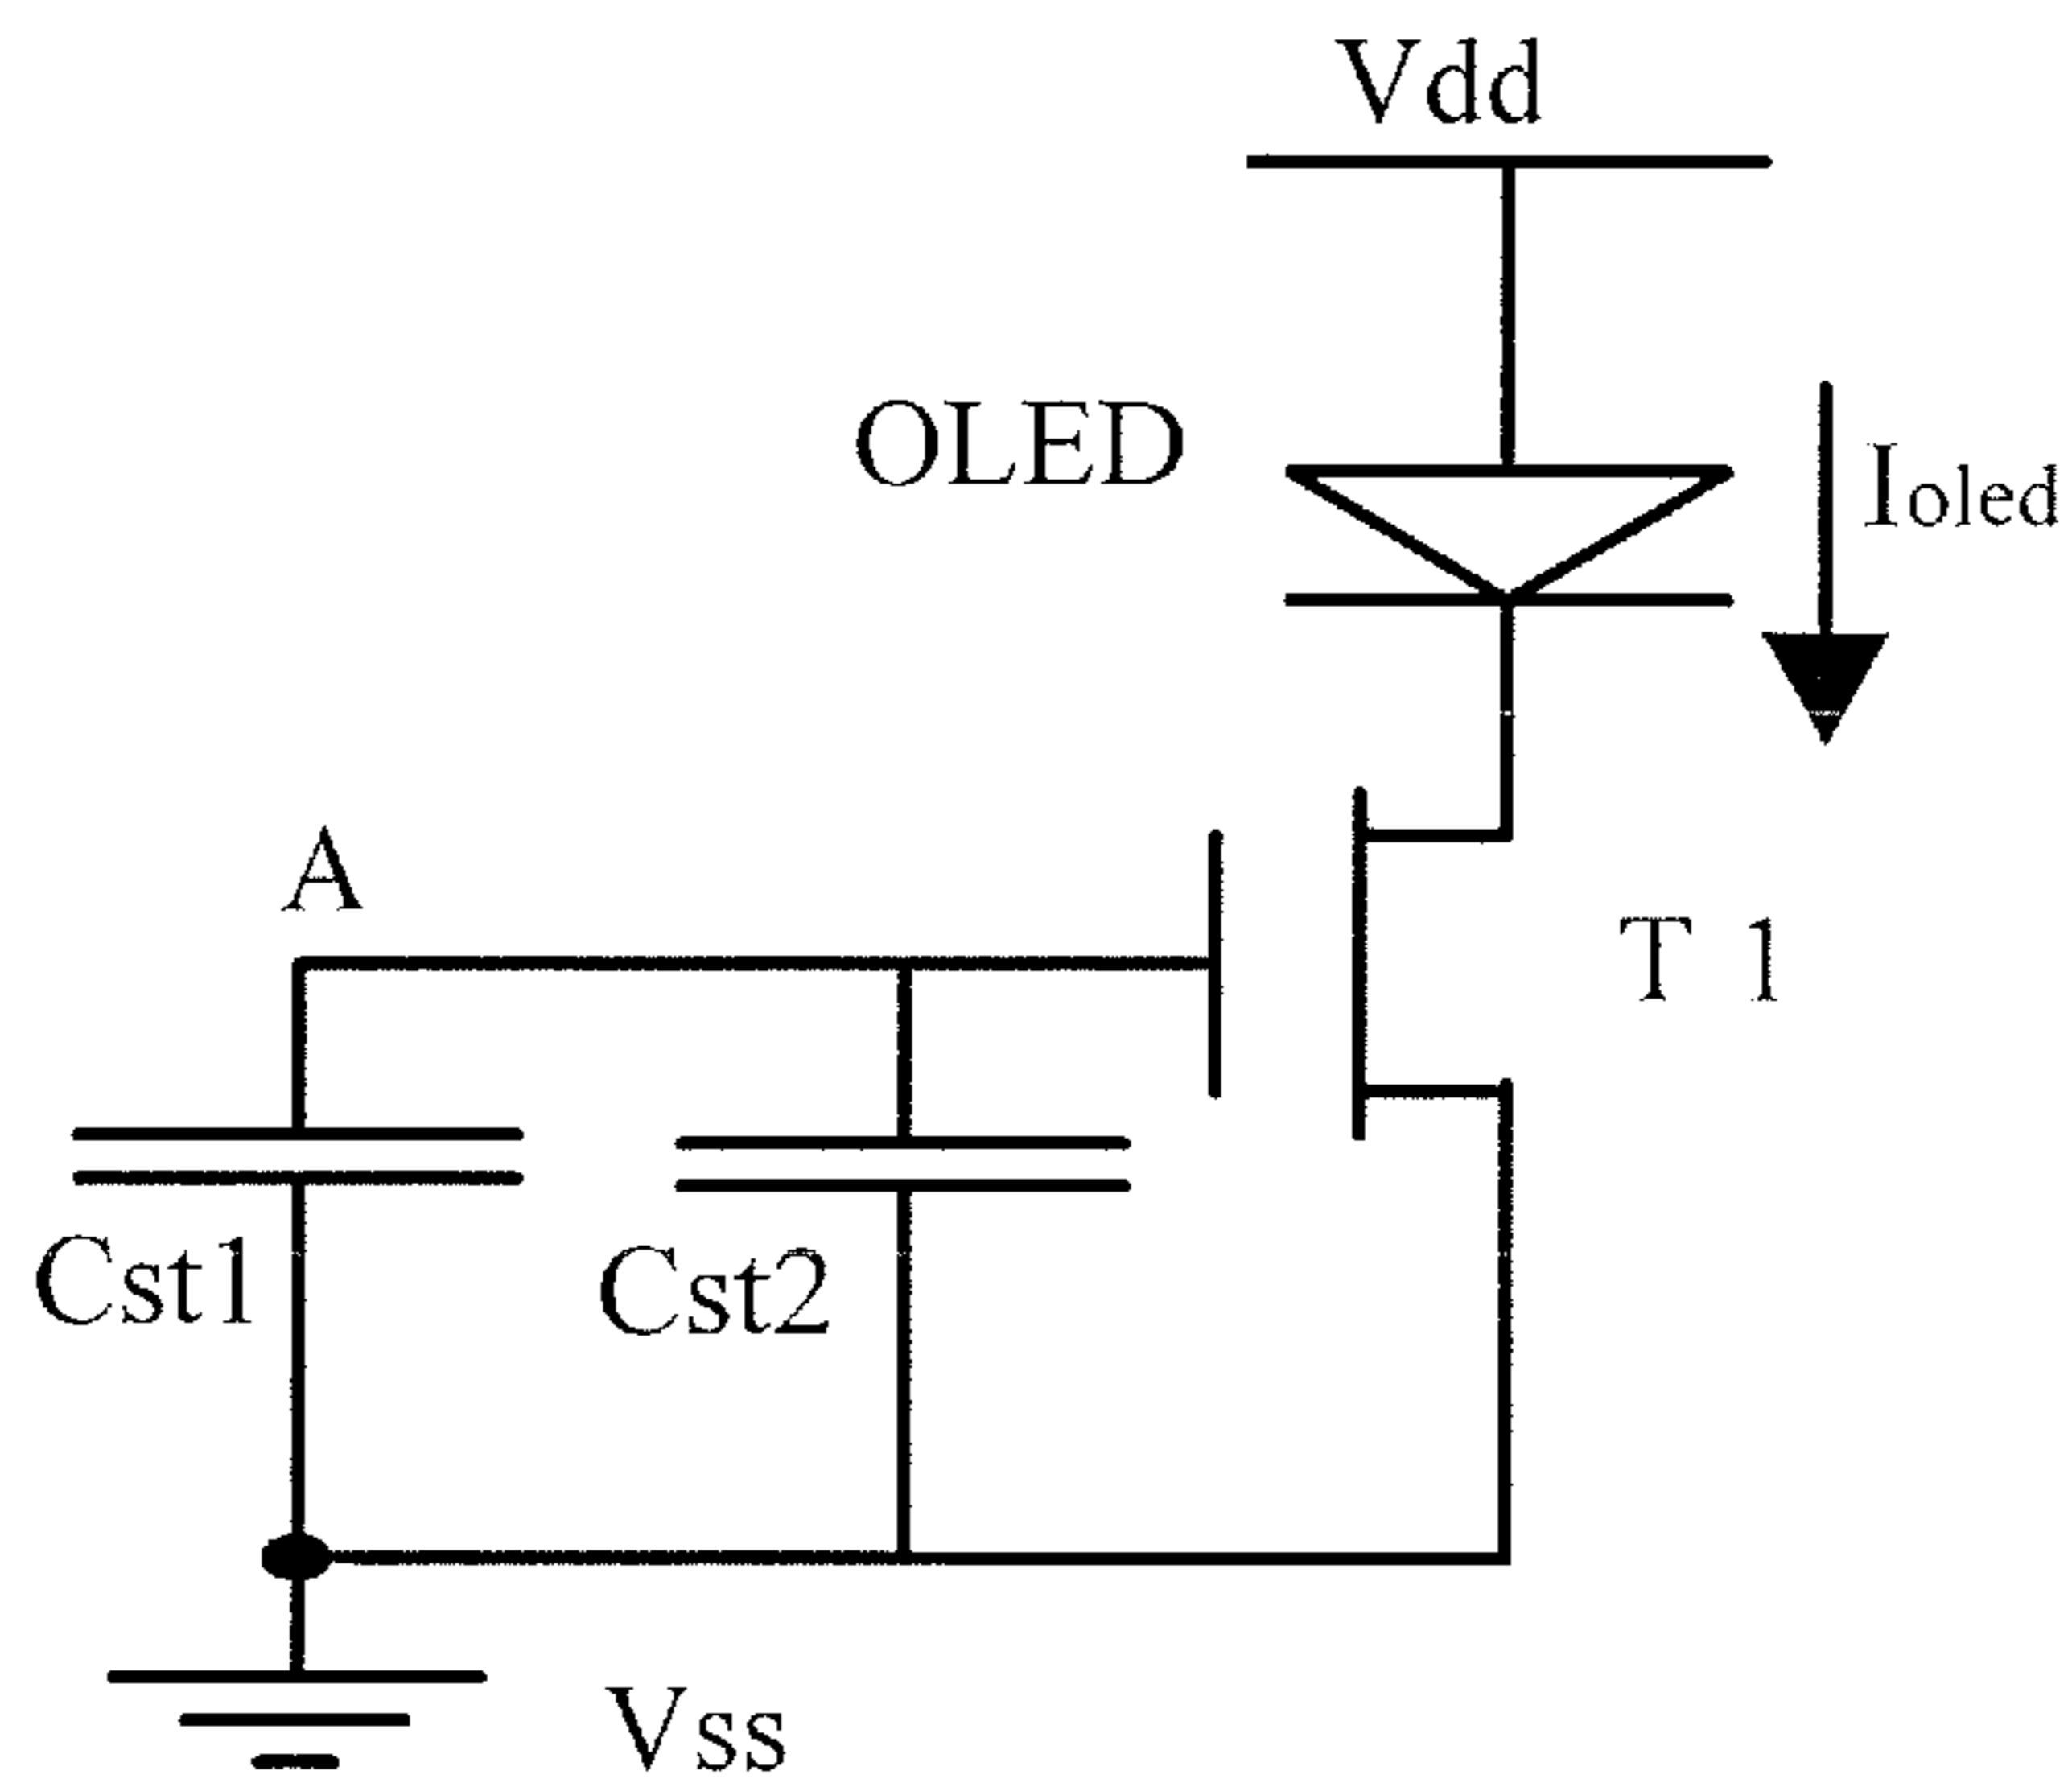 Vdd
OLED
Ioled
A
T 1
Cst1
Cst2
Vss